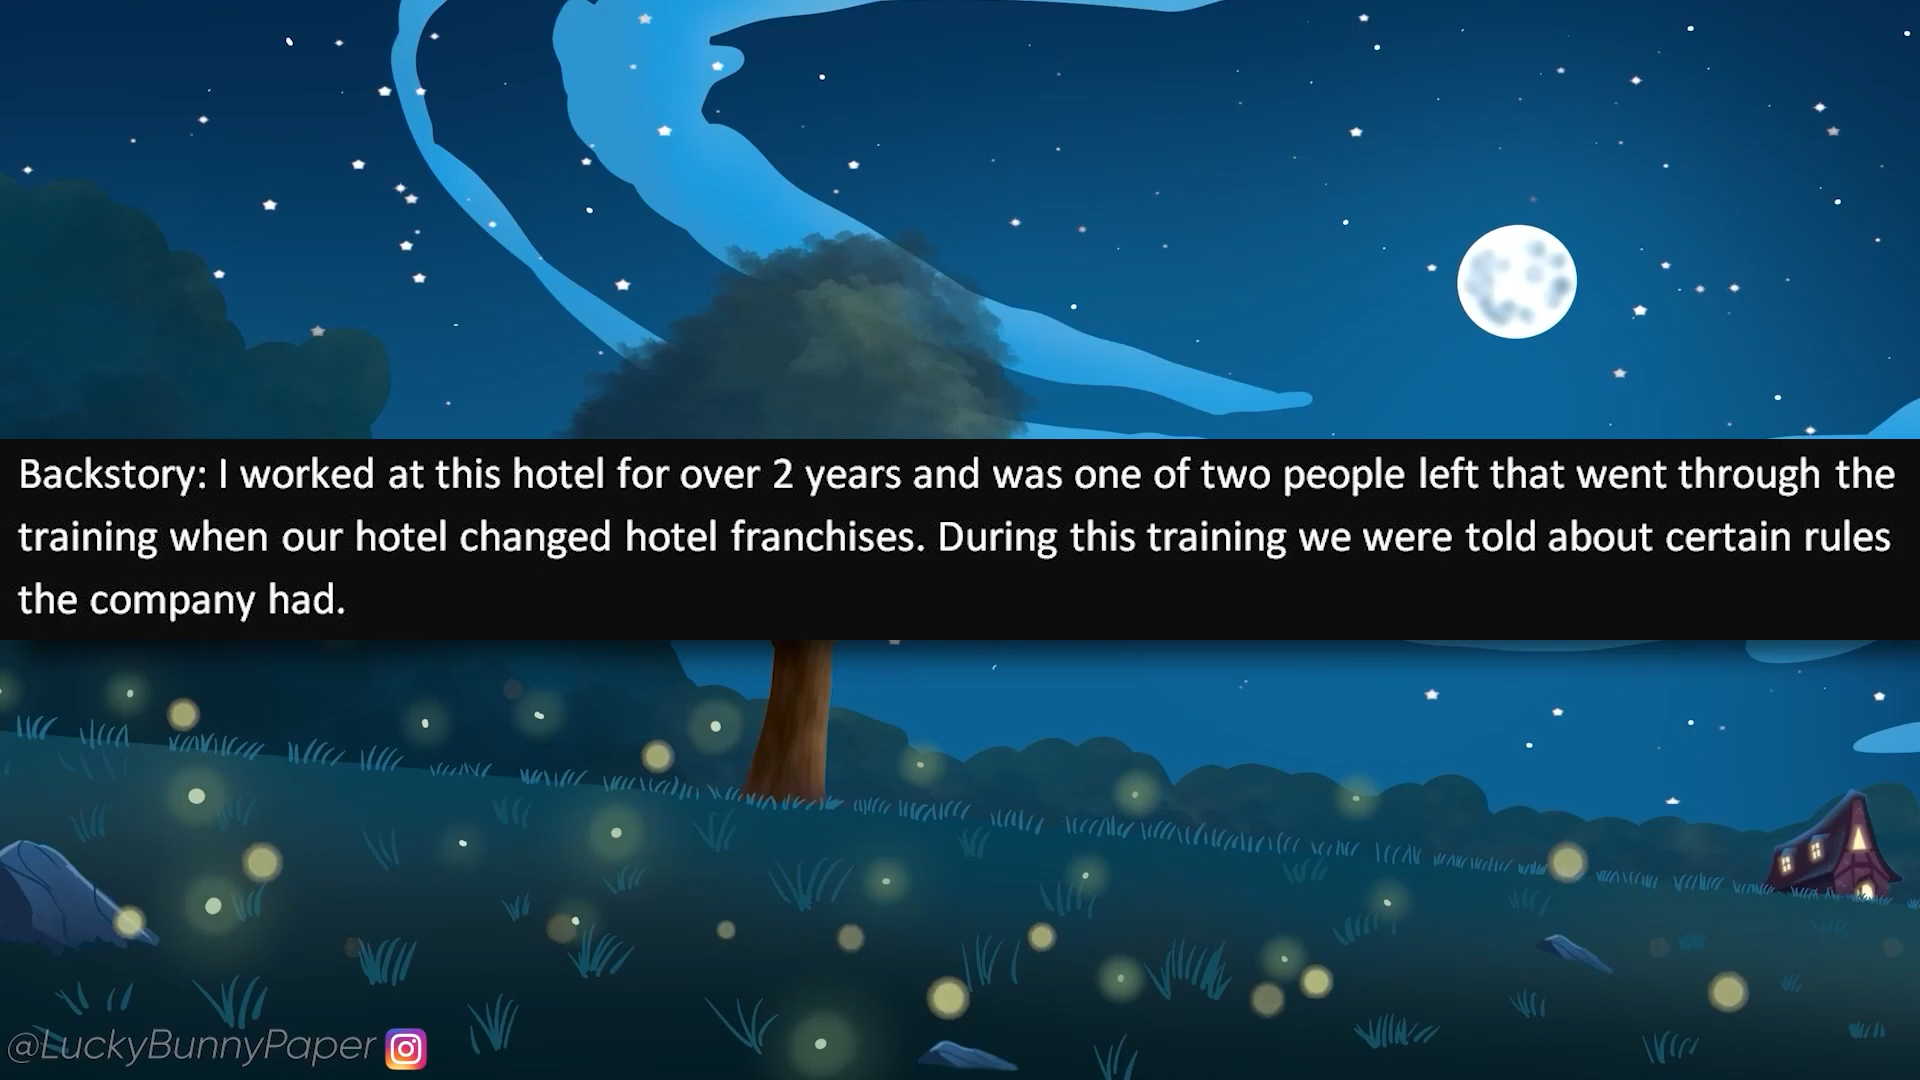 Backstory: I worked at this hotel for over 2 years and was one of two people left that went through the
training when our hotel changed hotel franchises. During this training we were told about certain rules
the company had.
@LuckyBunnyPaper